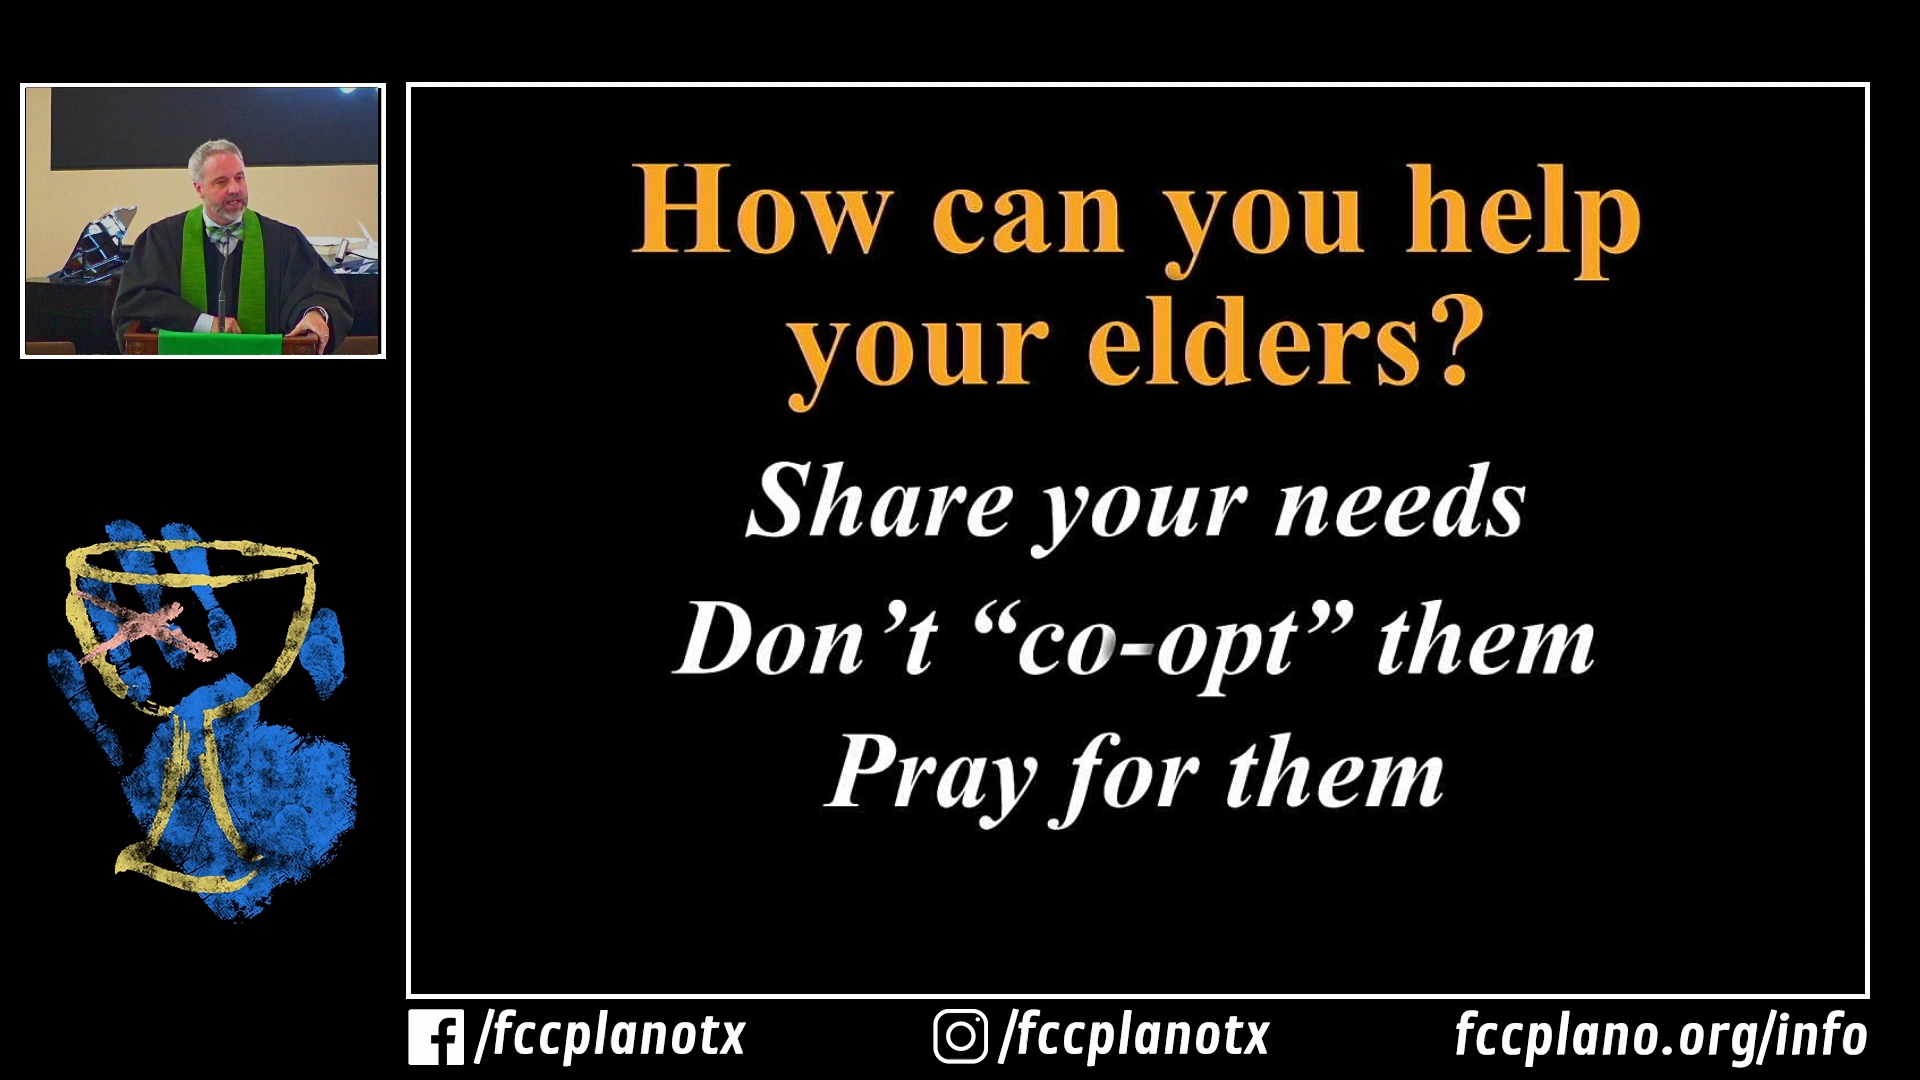 How can you help
your elders?
Share your needs
Don’t “co-opt” them
Pray for them
/fccplanotx
/fccplanotx
fccplano.org/info